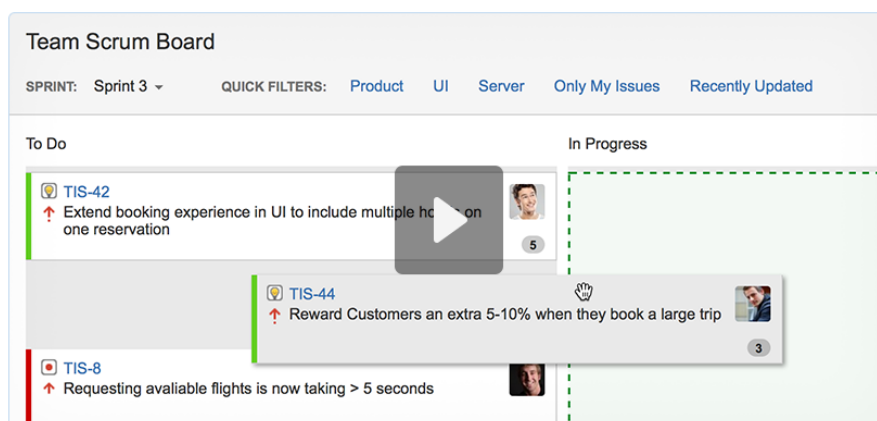 Team Scrum Board
SPRINT: Sprint 3 QUICK FILTERS: Product UI Server Only My Issues Recently Updated
To Do
In Progress
TIS-42
Extend booking experience in UI to include multiple on
one reservation
5
TIS-44
Reward Customers an extra 5-10% when they book a large trip
3
TIS-8
Requesting avaliable flights is now taking > 5 seconds